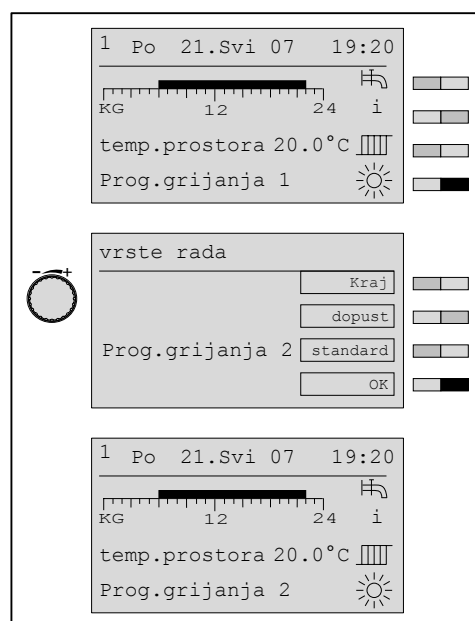 1 Po 21.Svi 07 19:20
KG 12 24 i
temp.prostora 20.0°C
Prog.grijanja 1
vrste rada
Kraj
dopust
Prog.grijanja 2 standard
OK
- +
1 Po 21.Svi 07 19:20
KG 12 24 i
temp.prostora 20.0°C
Prog.grijanja 2